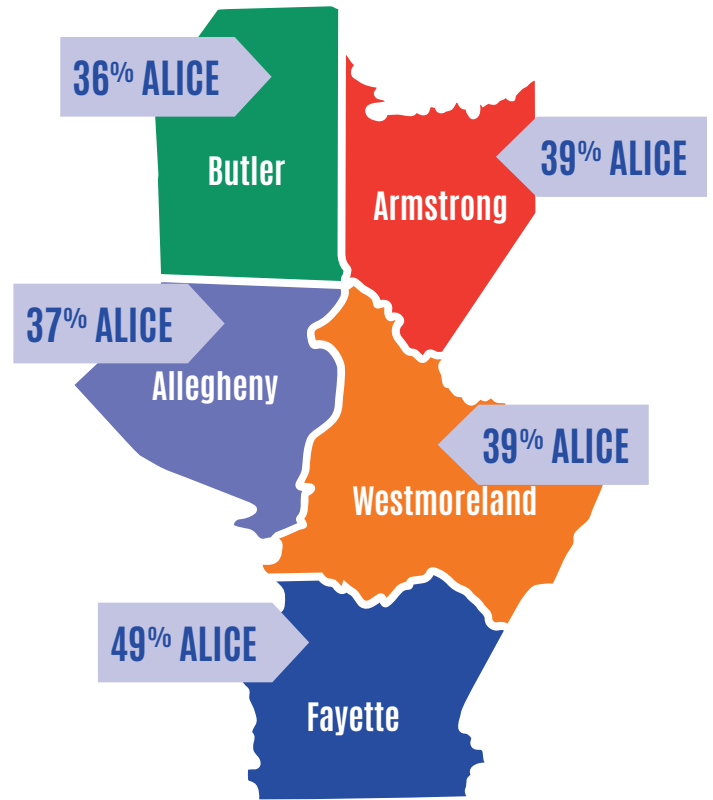 36% ALICE
Butler
39% ALICE
Armstrong
37% ALICE
Allegheny
39% ALICE
Westmoreland
49% ALICE
Fayette